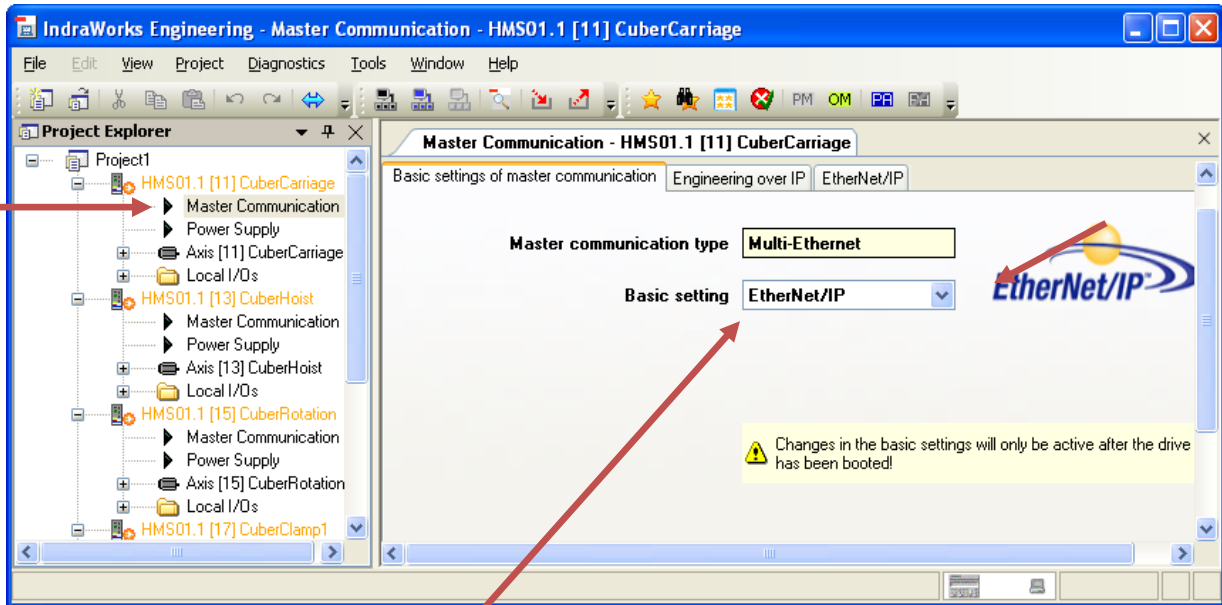 IndraWorks Engineering - Master Communication - HMS01.1 [11] CuberCarriage
File Edit View Project Diagnostics Tools Window Help
PM OM
Project Explorer
Project1
HMS01.1 [11] CuberCarriage
Master Communication
Power Supply
Axis [11] CuberCarriage
Local I/Os
HMS01.1 [13] CuberHoist
Master Communication
Power Supply
Axis [13] CuberHoist
Local I/Os
HMS01.1 [15] CuberRotation
Master Communication
Power Supply
Axis [15] CuberRotation
Local I/Os
HMS01.1 [17] CuberClamp1
Master Communication - HMS01.1 [11] CuberCarriage
Basic settings of master communication Engineering over IP EtherNet/IP
Master communication type Multi-Ethernet
Basic setting EtherNet/IP
EtherNet/IP
Changes in the basic settings will only be active after the drive
has been booted!